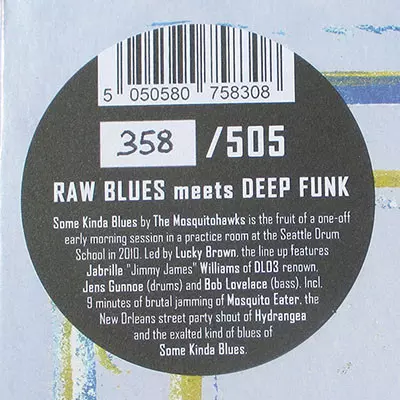 5 050580 758308
358 /505
RAW BLUES meets DEEP FUNK
Some Kinda Blues by The Mosquitohawks is the fruit of a one-off
early morning session in a practice room at the Seattle Drum
School in 2010. Led by Lucky Brown, the line up features
Jabrille "Jimmy James" Williams of DLO3 renown,
Jens Gunnoe (drums) and Bob Lovelace (bass). Incl.
9 minutes of brutal jamming of Mosquito Eater, the
New Orleans street party shout of Hydrangea
and the exalted kind of blues of
Some Kinda Blues.